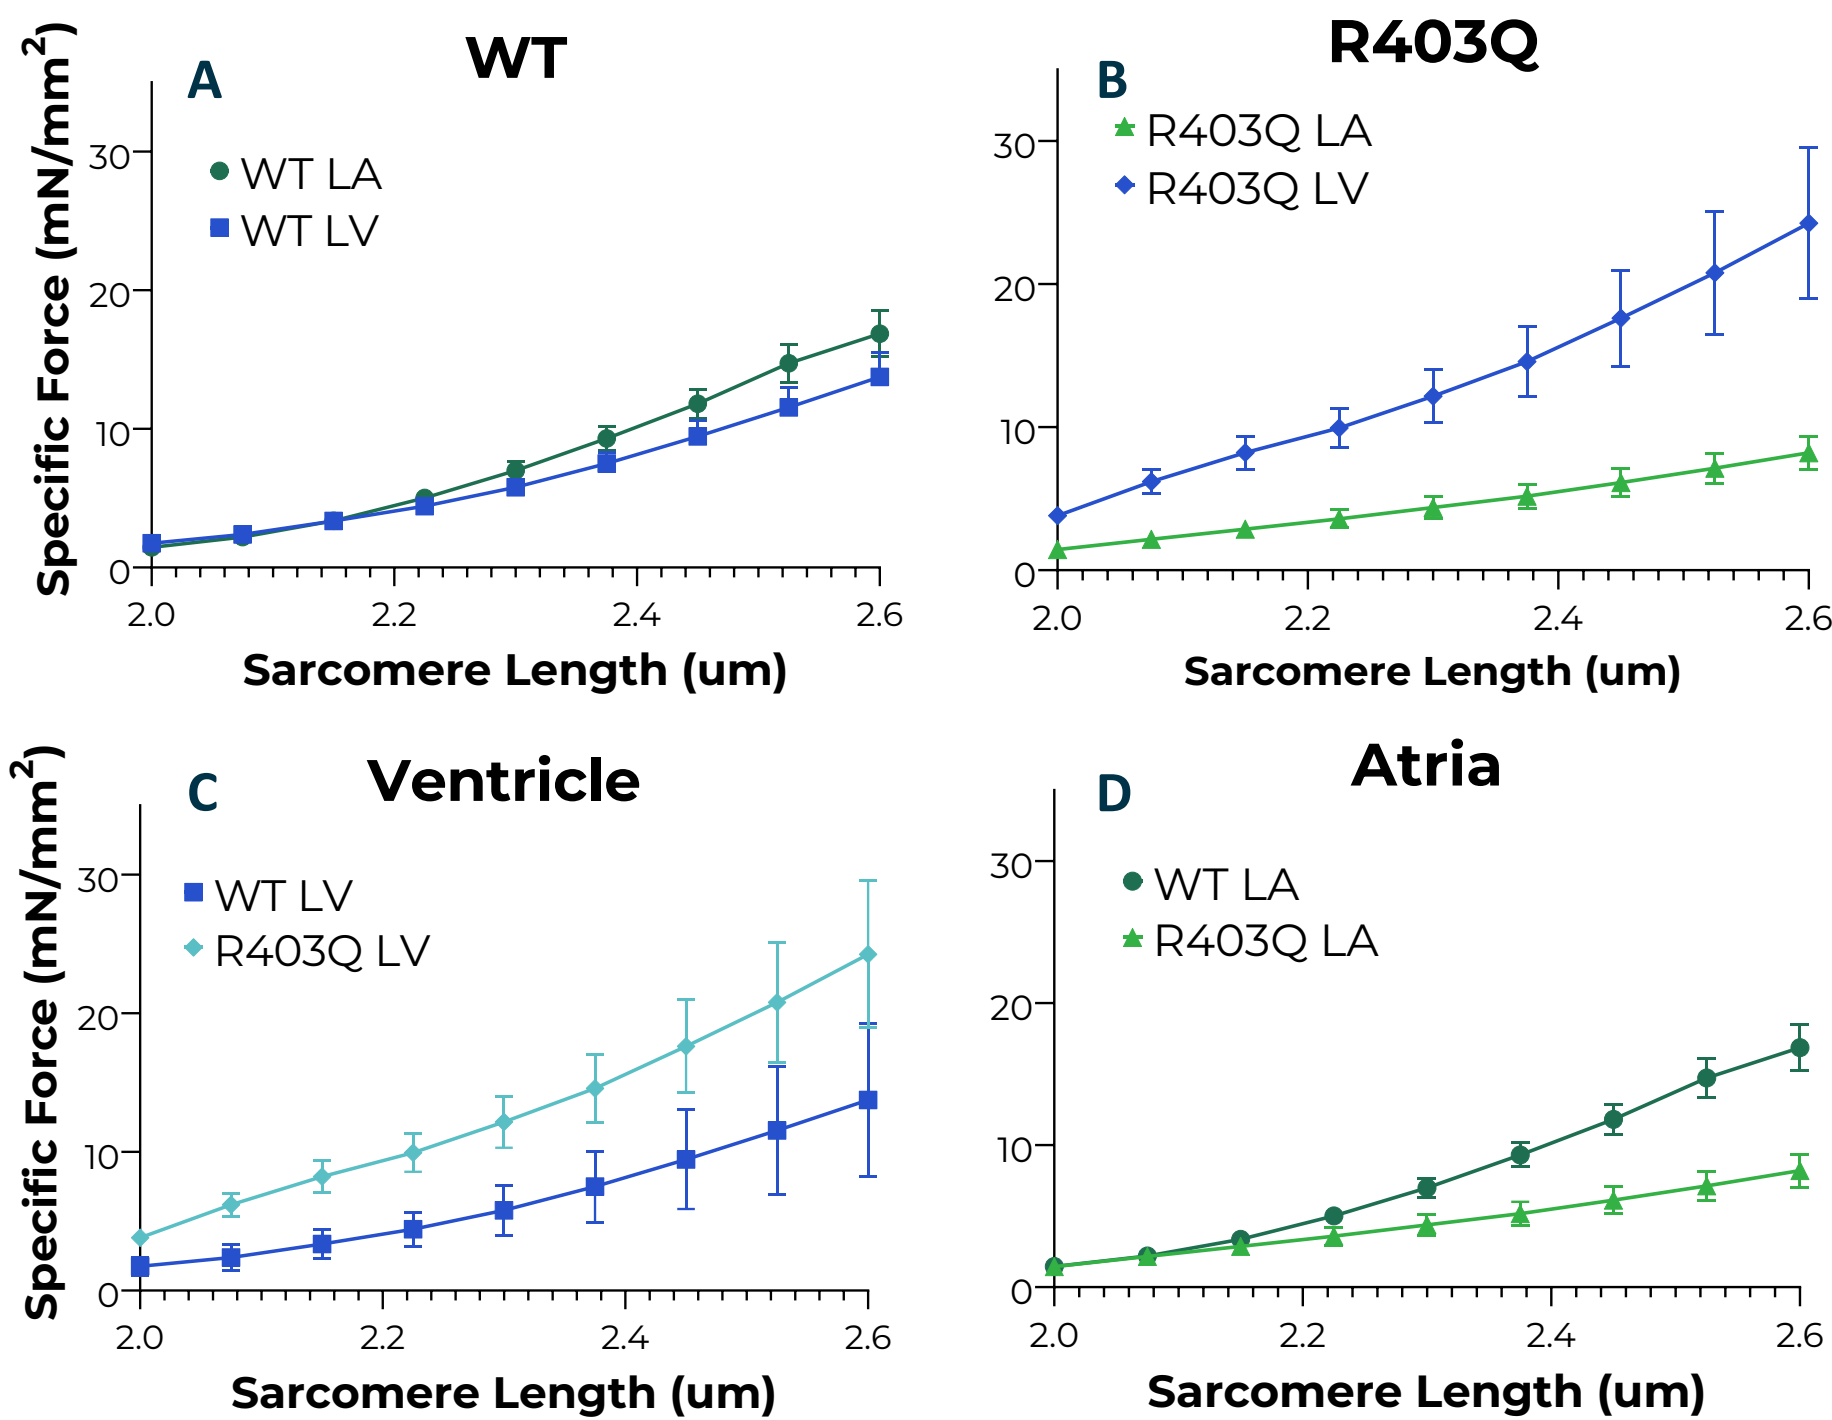 WT
A
WT LA
WT LV
Specific Force (mN/mm²)
30
20
10
0
2.0 2.2 2.4 2.6
Sarcomere Length (um)
R403Q
B
R403Q LA
R403Q LV
30
20
10
0
2.0 2.2 2.4 2.6
Sarcomere Length (um)
Ventricle
C
WT LV
R403Q LV
Specific Force (mN/mm²)
30
20
10
0
2.0 2.2 2.4 2.6
Sarcomere Length (um)
Atria
D
WT LA
R403Q LA
30
20
10
0
2.0 2.2 2.4 2.6
Sarcomere Length (um)